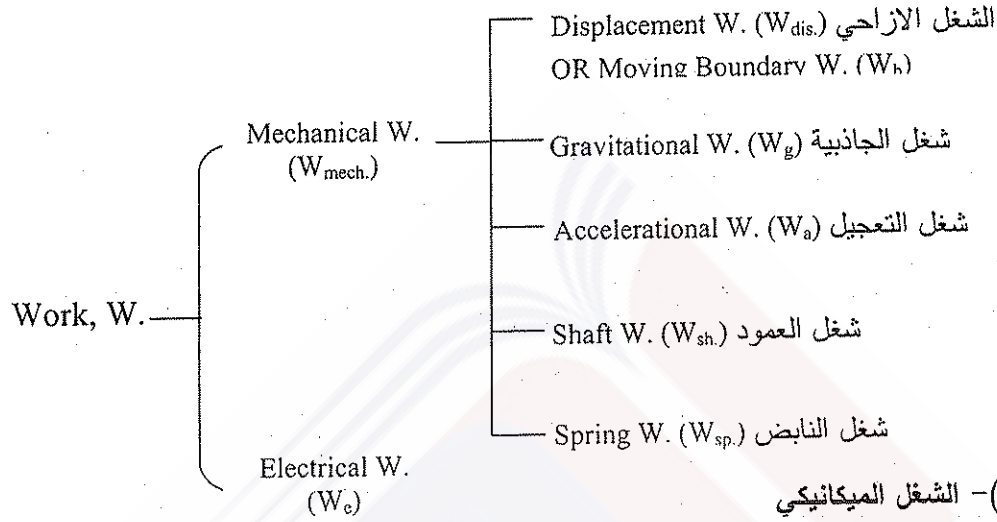 Displacement W. (Wdis.) الشغل الازاحي
OR Moving Boundary W. (Wb)
Mechanical W.
(Wmech.)
Gravitational W. (Wg) شغل الجاذبية
Accelerational W. (Wa) شغل التعجيل
Work, W.
Shaft W. (Wsh.) شغل العمود
Spring W. (Wsp.) شغل النابض
Electrical W.
(We)
)- الشغل الميكانيكي